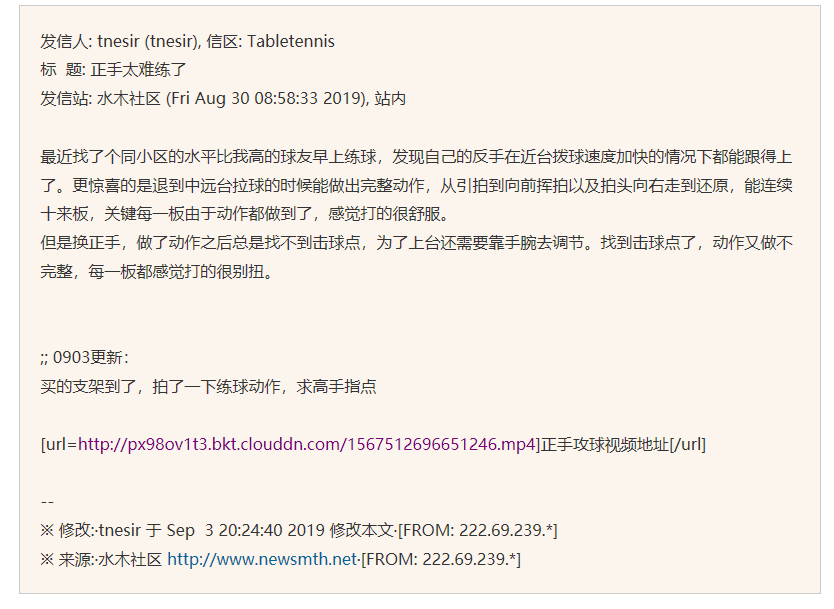 发信人: tnesir (tnesir), 信区: Tabletennis
标  题: 正手太难练了
发信站: 水木社区 (Fri Aug 30 08:58:33 2019), 站内
最近找了个同小区的水平比我高的球友早上练球，发现自己的反手在近台拨球速度加快的情况下都能跟得上
了。更惊喜的是退到中远台拉球的时候能做出完整动作，从引拍到向前挥拍以及拍头向右走到还原，能连续
十来板，关键每一板由于动作都做到了，感觉打的很舒服。
但是换正手，做了动作之后总是找不到击球点，为了上台还需要靠手腕去调节。找到击球点了，动作又做不
完整，每一板都感觉打的很别扭。
;; 0903更新：
买的支架到了，拍了一下练球动作，求高手指点
[url=http://px98ov1t3.bkt.clouddn.com/1567512696651246.mp4]正手攻球视频地址[/url]
--
※ 修改:·tnesir 于 Sep  3 20:24:40 2019 修改本文·[FROM: 222.69.239.*]
※ 来源:·水木社区 http://www.newsmth.net·[FROM: 222.69.239.*]